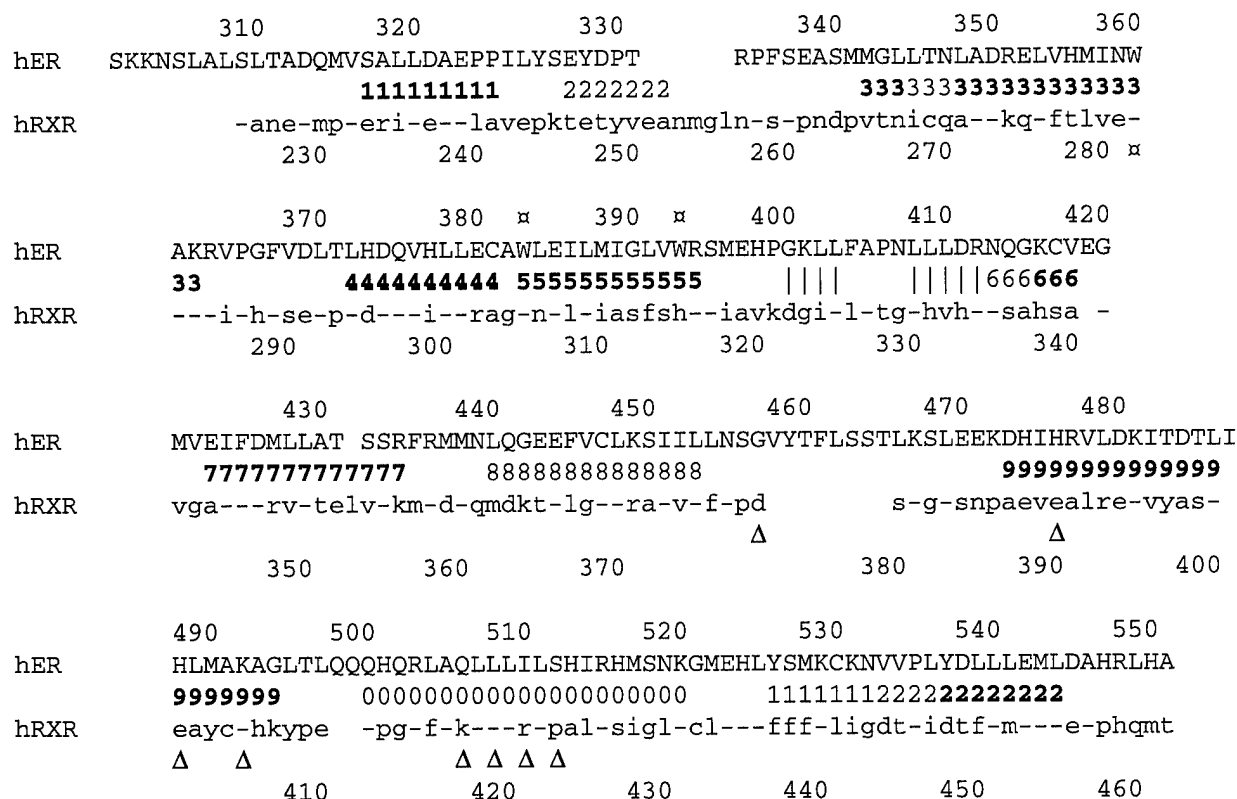 310 320 330 340 350 360
hER SKKNSLALSLTADQMVSALLDAEPPILYSEYDPT RPFSEASMMGLLTNLADRELVHMINW
111111111 2222222 333333333333333333
hRXR -ane-mp-eri-e--lavepktetyveanmgln-s-pndpvtnicqa--kq-ftlve-
230 240 250 260 270 280 ¤
370 380 ¤ 390 ¤ 400 410 420
hER AKRVPGFVDLTLHDQVHLLECAWLEILMIGLVWRSMEHPGKLLFAPNLLLDRNQGKCVEG
33 4444444444 555555555555 |||| |||||666666
hRXR ---i-h-se-p-d---i--rag-n-l-iasfsh--iavkdgi-l-tg-hvh--sahsa -
290 300 310 320 330 340
430 440 450 460 470 480
hER MVEIFDMLLAT SSRFRMMNLQGEEFVCLKSIILLNSGVYTFLSSTLKSLEEKDHIHRVLDKITDTLI
7777777777777 88888888888888 99999999999999
hRXR vga---rv-telv-km-d-qmdkt-lg--ra-v-f-pd s-g-snpaevealre-vyas-
Δ Δ
350 360 370 380 390 400
490 500 510 520 530 540 550
hER HLMAKAGLTLQQQHQRLAQLLLILSHIRHMSNKGMEHLYSMKCKNVVPLYDLLLEMLDAHRLHA
9999999 000000000000000000000 1111111222222222222
hRXR eayc-hkype -pg-f-k---r-pal-sigl-cl---fff-ligdt-idtf-m---e-phqmt
Δ Δ Δ Δ Δ Δ
410 420 430 440 450 460